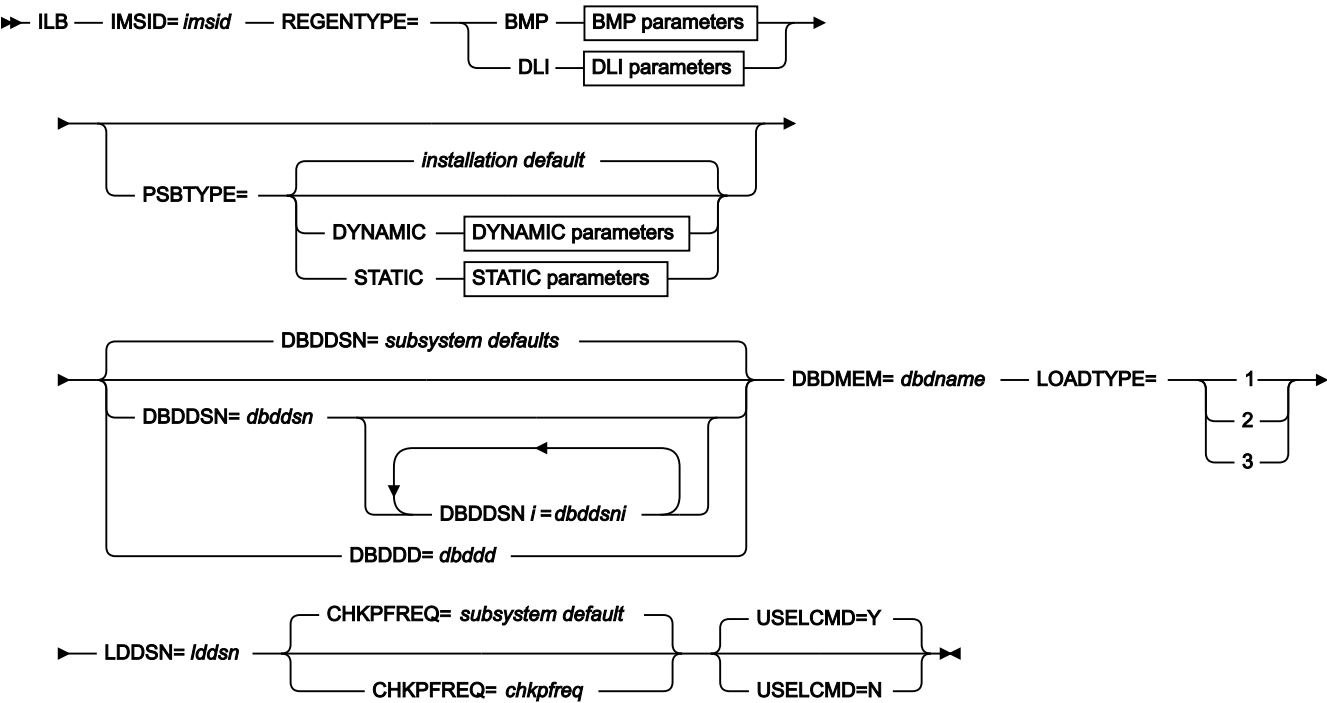 ILB IMSID= imsid REGENTYPE= BMP BMP parameters
DLI DLI parameters
installation default
PSBTYPE=
DYNAMIC DYNAMIC parameters
STATIC STATIC parameters
DBDDSN= subsystem defaults
DBDMEM= dbdname LOADTYPE= 1
DBDDSN= dbddsn 2
3
DBDDSN i =dbddsni
DBDDD= dbddd
CHKPFREQ= subsystem default USELCMD=Y
LDDSN= lddsn
CHKPFREQ= chkpfreq USELCMD=N